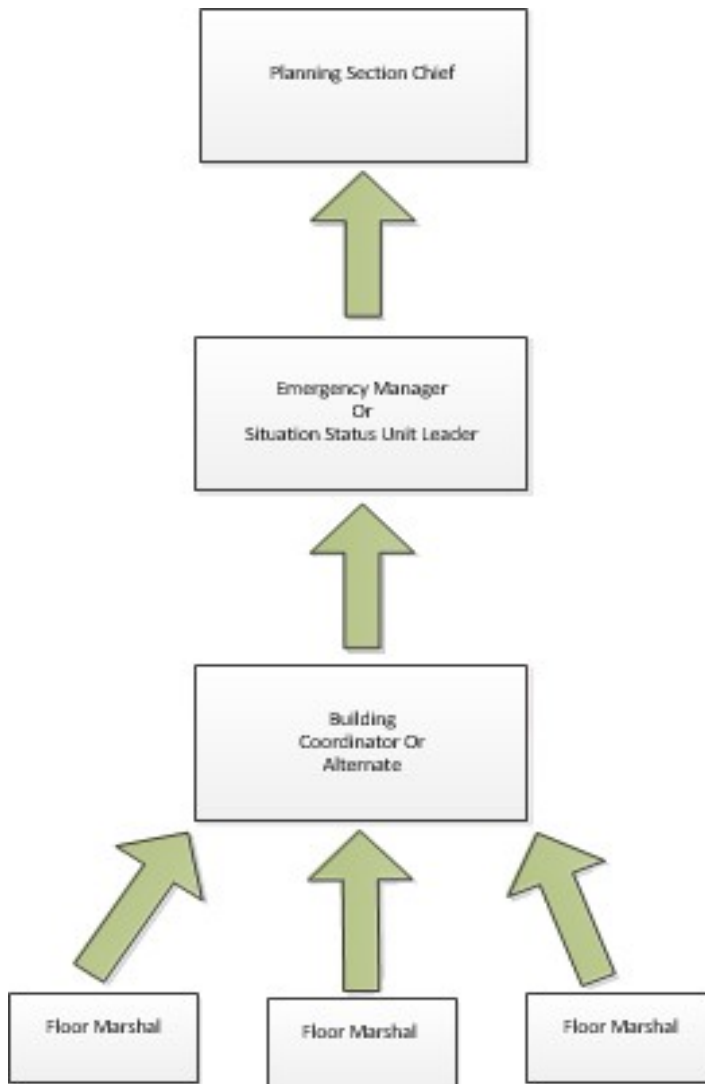 Planning Section Chief
Emergency Manager
Or
Situation Status Unit Leader
Building
Coordinator Or
Alternate
Floor Marshal
Floor Marshal
Floor Marshal